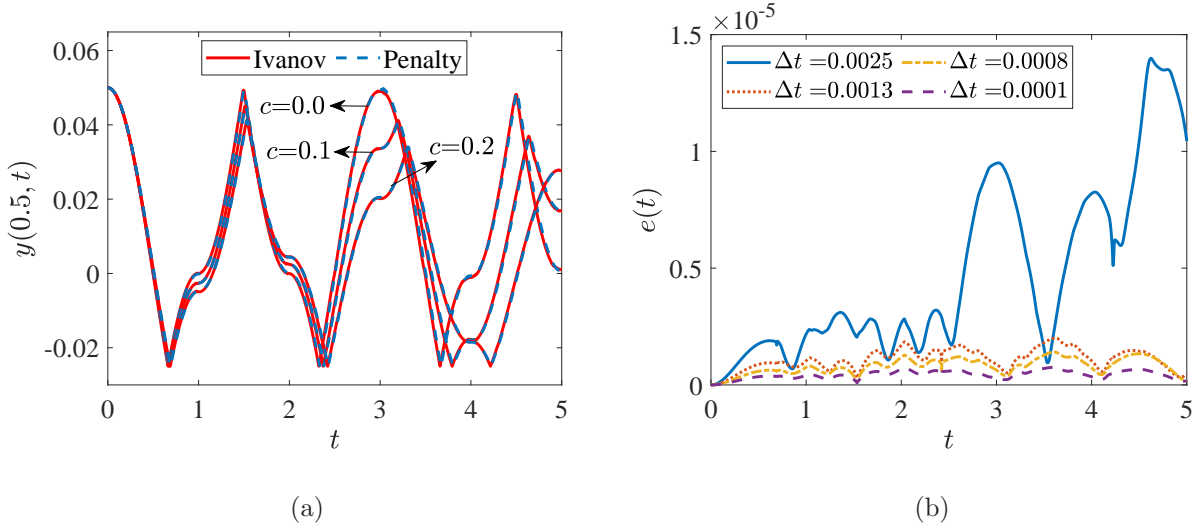 0.06
0.04
0.02
0
-0.02
y(0.5, t)
Ivanov
Penalty
c=0.0
c=0.1
c=0.2
0 1 2 3 4 5
t
(a)
×10⁻⁵
1.5
1
0.5
0
e(t)
Δt =0.0025
Δt =0.0008
Δt =0.0013
Δt =0.0001
0 1 2 3 4 5
t
(b)